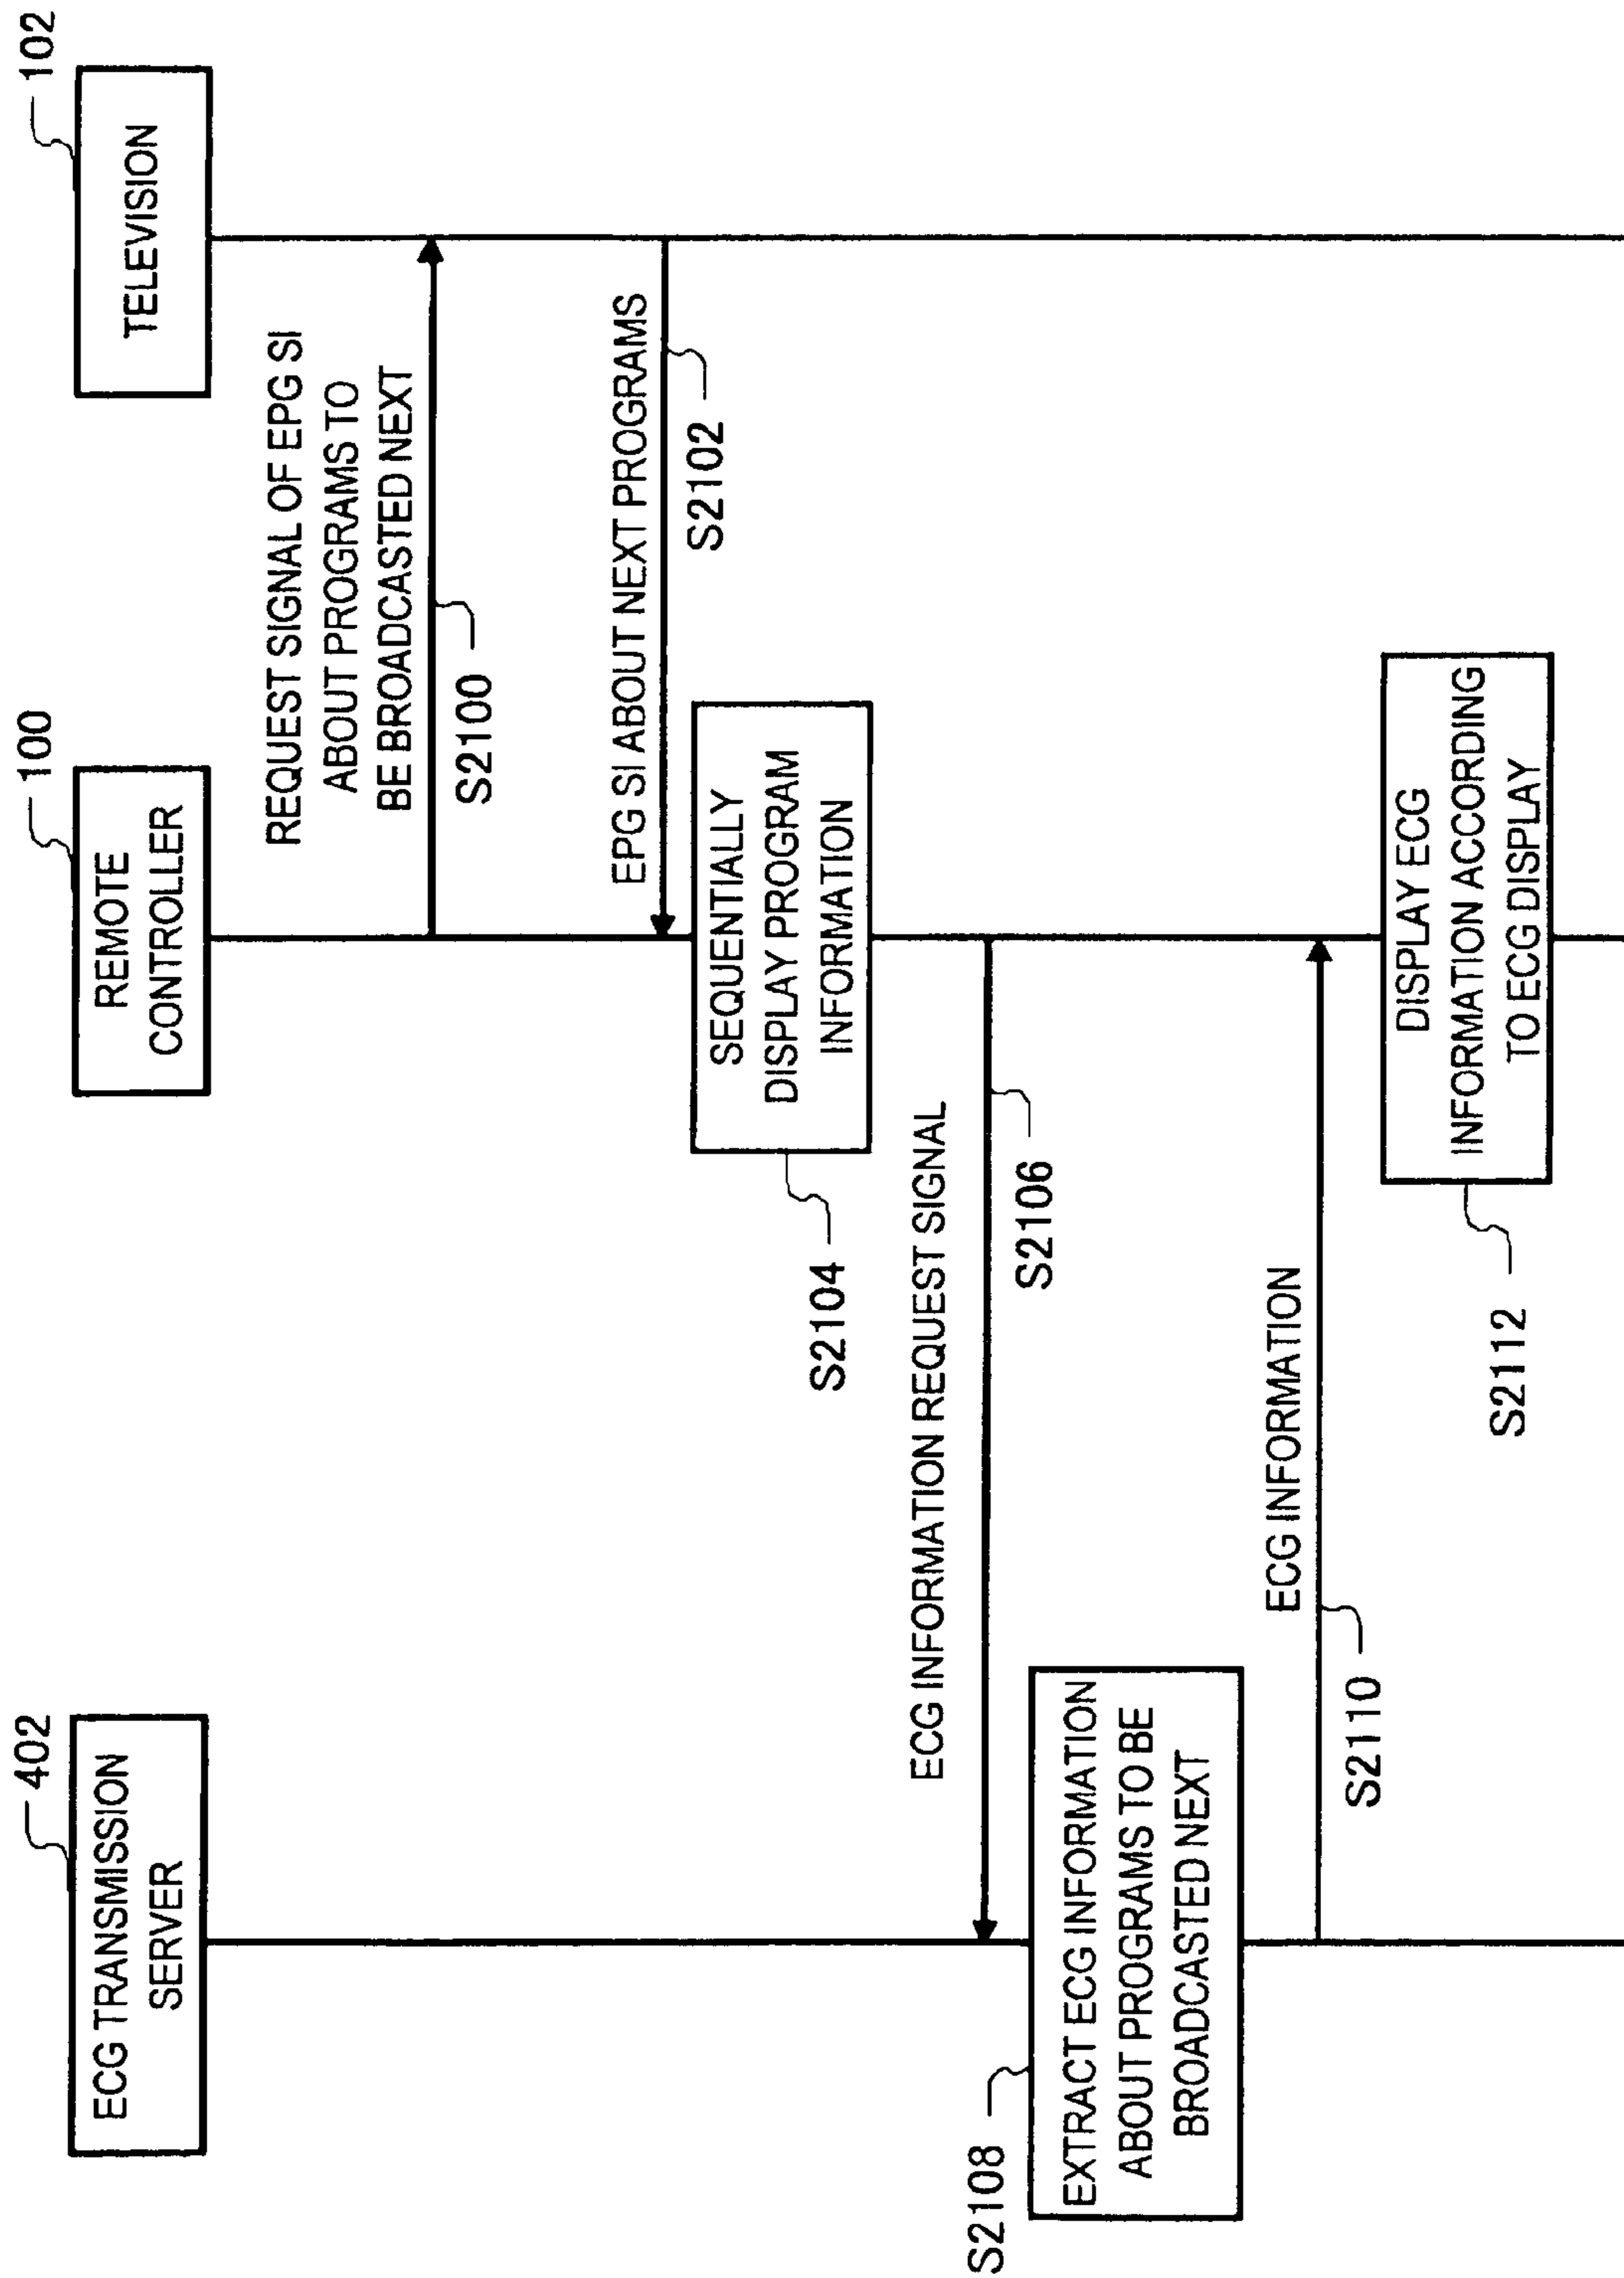 402
ECG TRANSMISSION
SERVER
100
REMOTE
CONTROLLER
102
TELEVISION
REQUEST SIGNAL OF EPG SI
ABOUT PROGRAMS TO
BE BROADCASTED NEXT
S2100
EPG SI ABOUT NEXT PROGRAMS
S2102
SEQUENTIALLY
DISPLAY PROGRAM
INFORMATION
S2104
ECG INFORMATION REQUEST SIGNAL
S2106
S2108
EXTRACT ECG INFORMATION
ABOUT PROGRAMS TO BE
BROADCASTED NEXT
ECG INFORMATION
S2110
DISPLAY ECG
INFORMATION ACCORDING
TO ECG DISPLAY
S2112